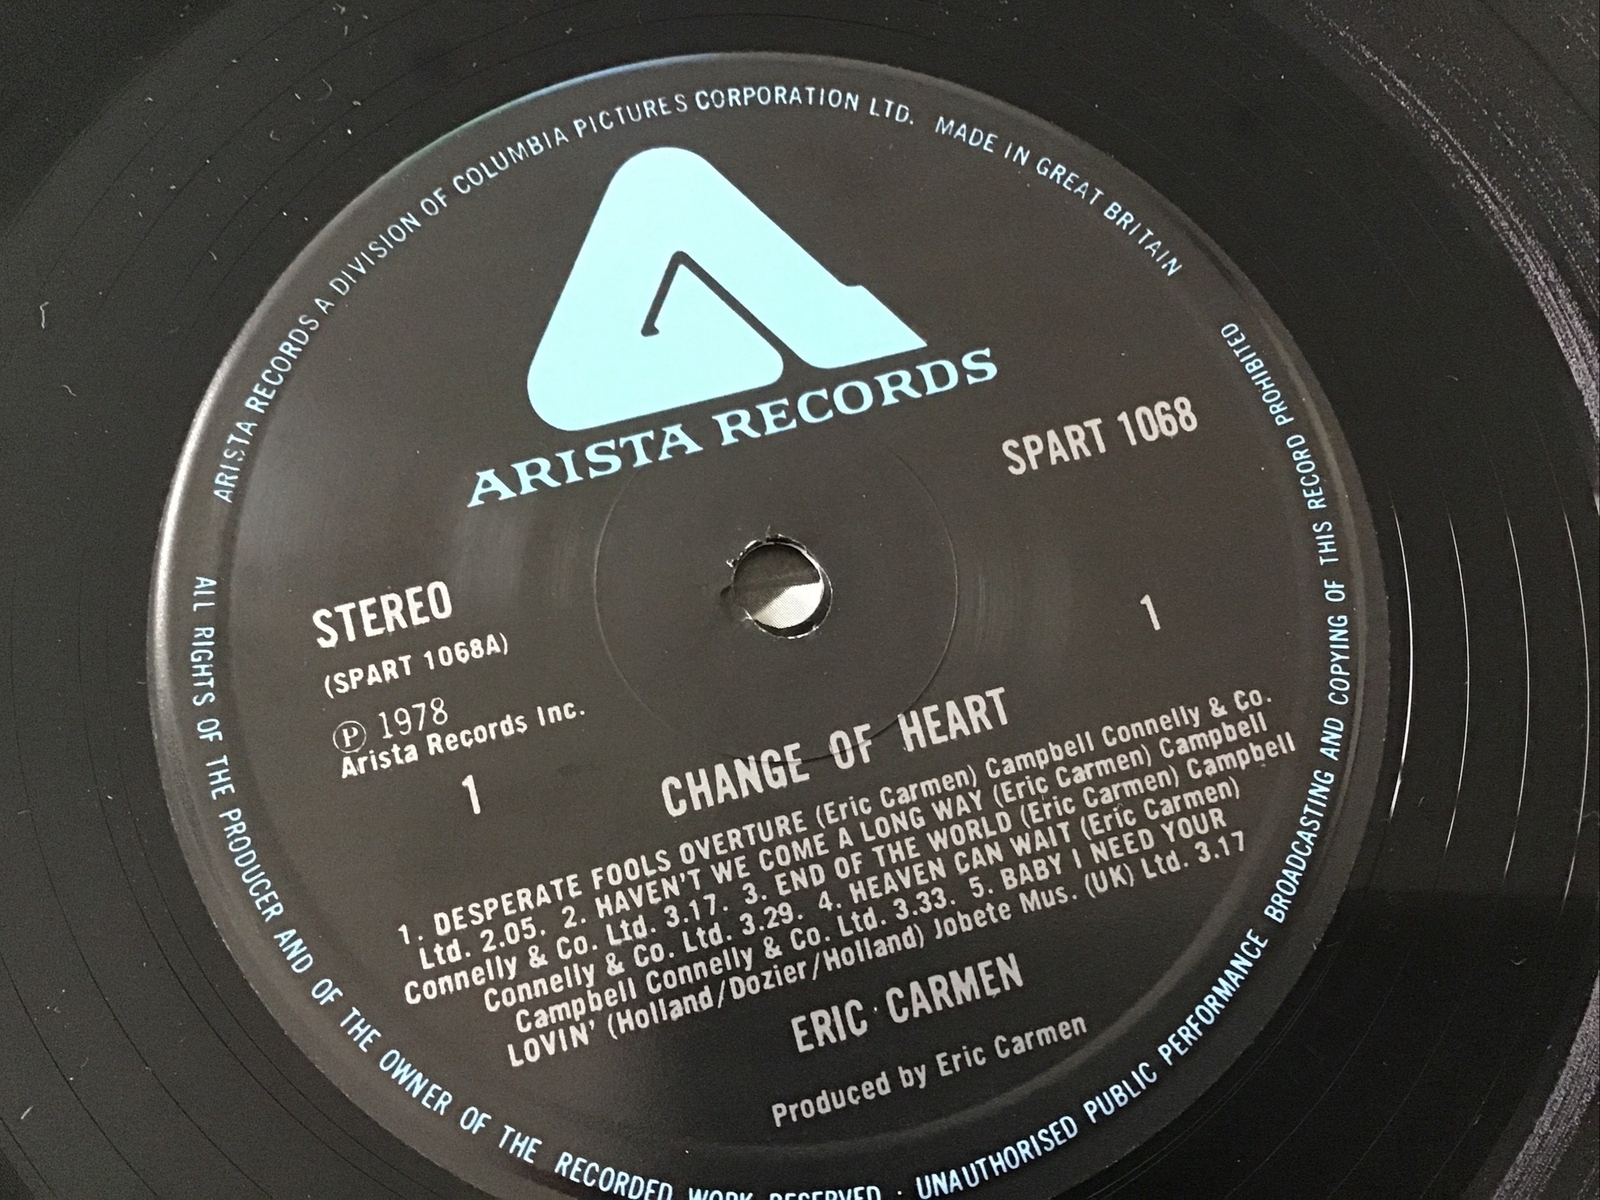 ARISTA RECORDS A DIVISION OF COLUMBIA PICTURES CORPORATION LTD. MADE IN GREAT BRITAIN
ARISTA RECORDS
SPART 1068
STEREO
(SPART 1068A)
℗ 1978
Arista Records Inc.
1
1
CHANGE OF HEART
1. DESPERATE FOOLS OVERTURE (Eric Carmen) Campbell Connelly & Co.
Ltd. 2.05. 2. HAVEN'T WE COME A LONG WAY (Eric Carmen) Campbell
Connelly & Co. Ltd. 3.17. 3. END OF THE WORLD (Eric Carmen) Campbell
Connelly & Co. Ltd. 3.29. 4. HEAVEN CAN WAIT (Eric Carmen)
Campbell Connelly & Co. Ltd. 3.33. 5. BABY I NEED YOUR
LOVIN' (Holland/Dozier/Holland) Jobete Mus. (UK) Ltd. 3.17
ERIC CARMEN
Produced by Eric Carmen
ALL RIGHTS OF THE PRODUCER AND OF THE OWNER OF THE RECORDED WORK RESERVED · UNAUTHORISED PUBLIC PERFORMANCE BROADCASTING AND COPYING OF THIS RECORD PROHIBITED